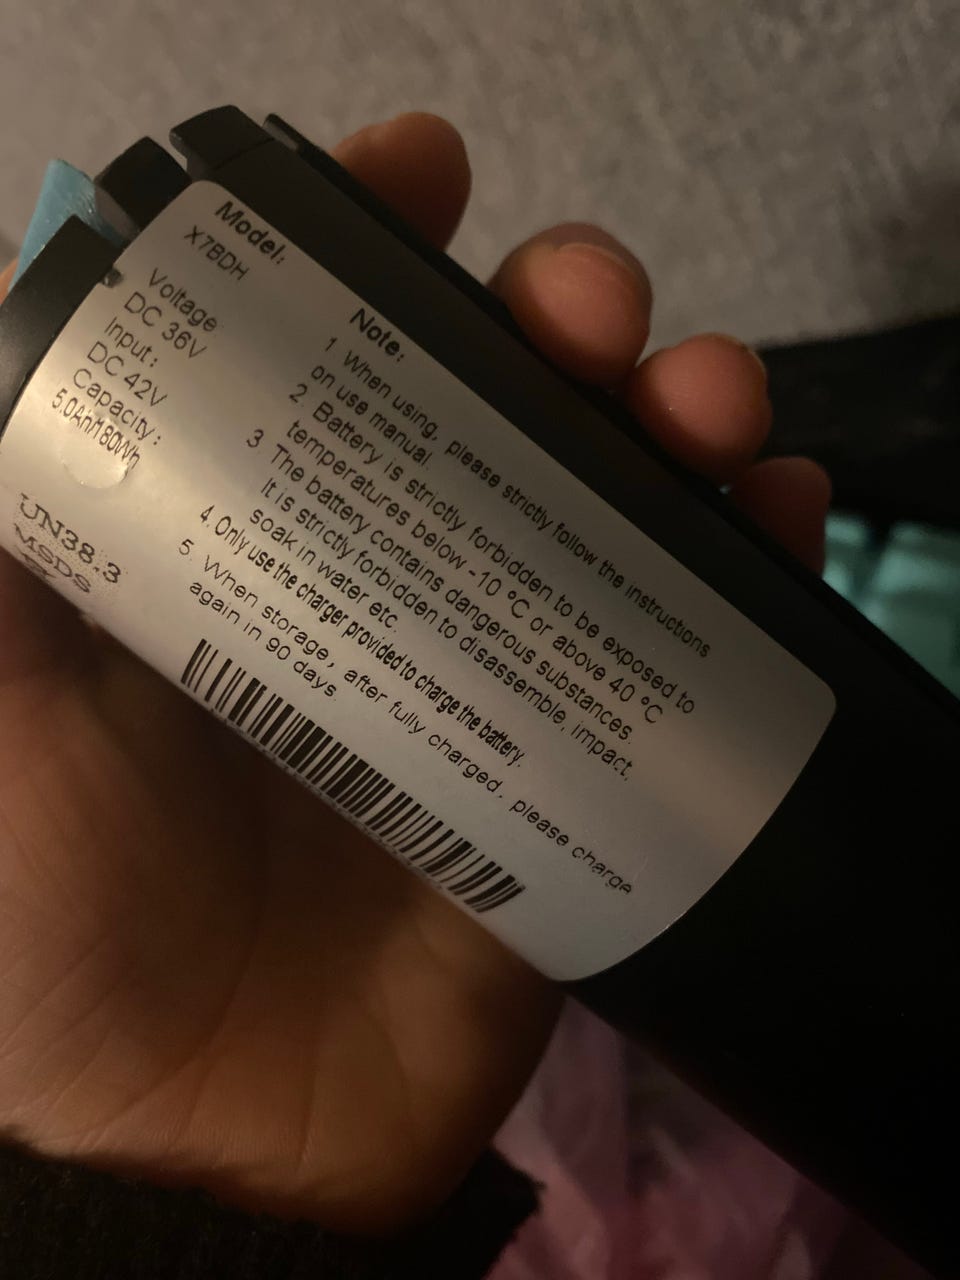 Model:
X7BDH
Voltage
DC 36V
Input:
DC 42V
Capacity:
5.0Ah/180Wh
UN38.3
MSDS
Note:
1 When using, please strictly follow the instructions
on use manual.
2. Battery is strictly forbidden to be exposed to
temperatures below -10 °C or above 40 °C
3 The battery contains dangerous substances.
It is strictly forbidden to disassemble, impact,
soak in water etc.
4. Only use the charger provided to charge the battery.
5. When storage, after fully charged, please charge
again in 90 days.